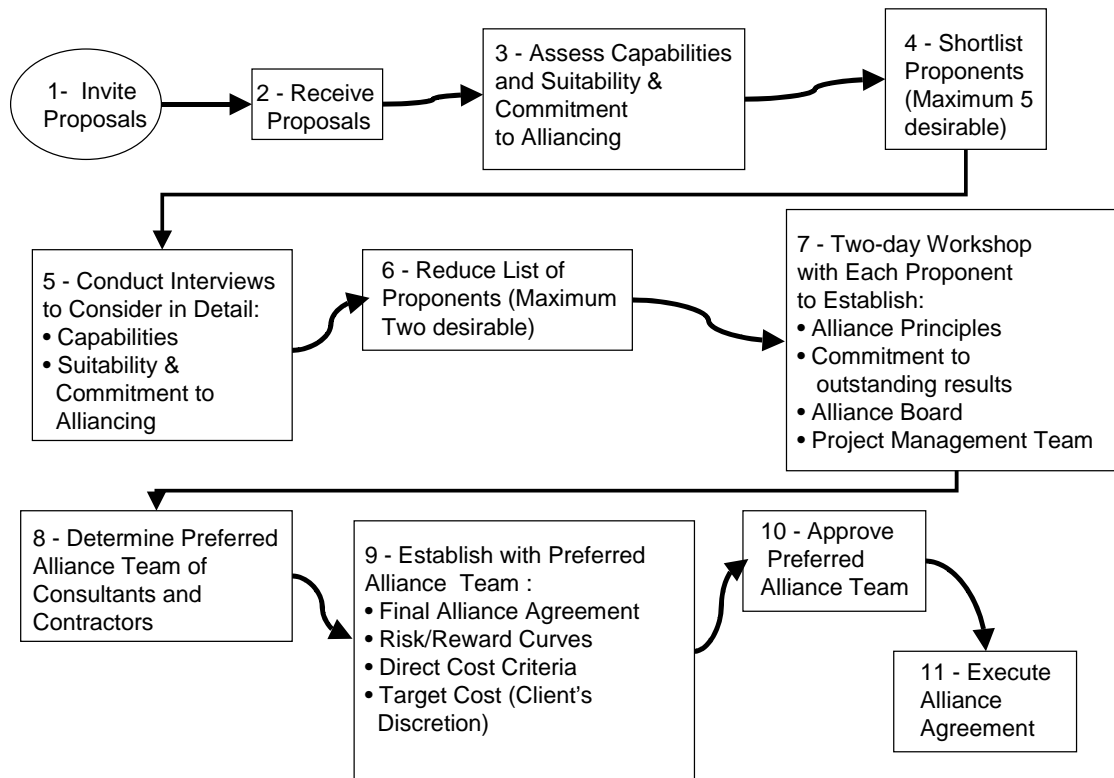 1- Invite
Proposals
2 - Receive
Proposals
3 - Assess Capabilities
and Suitability &
Commitment
to Alliancing
4 - Shortlist
Proponents
(Maximum 5
desirable)
5 - Conduct Interviews
to Consider in Detail:
• Capabilities
• Suitability &
Commitment to
Alliancing
6 - Reduce List of
Proponents (Maximum
Two desirable)
7 - Two-day Workshop
with Each Proponent
to Establish:
• Alliance Principles
• Commitment to
outstanding results
• Alliance Board
• Project Management Team
8 - Determine Preferred
Alliance Team of
Consultants and
Contractors
9 - Establish with Preferred
Alliance Team :
• Final Alliance Agreement
• Risk/Reward Curves
• Direct Cost Criteria
• Target Cost (Client's
Discretion)
10 - Approve
Preferred
Alliance Team
11 - Execute
Alliance
Agreement